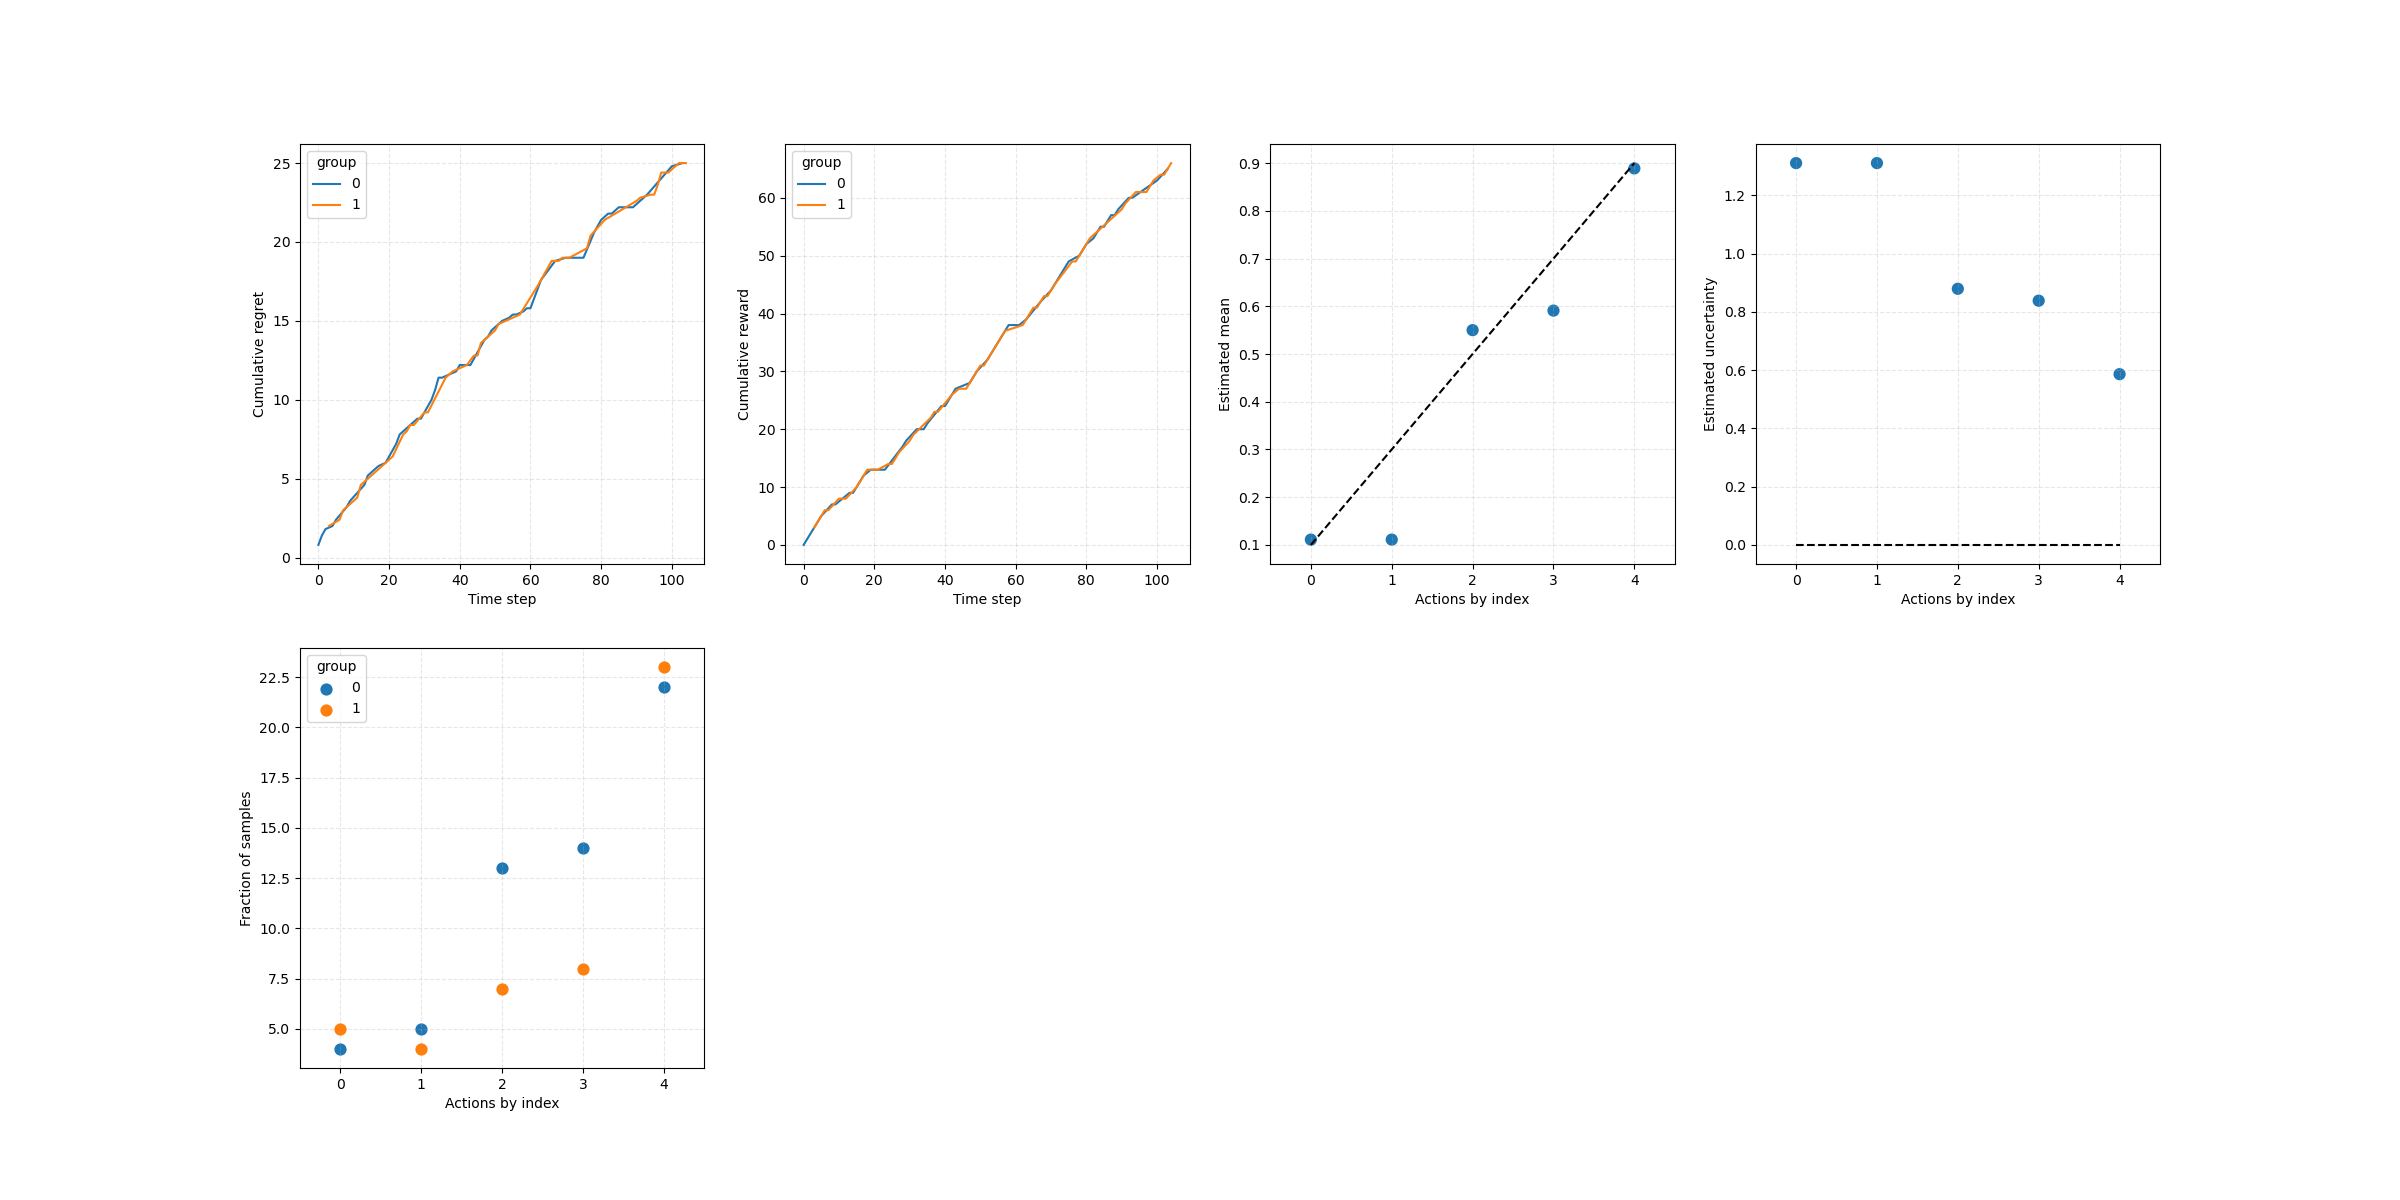 group
0
1
Cumulative regret
25
20
15
10
5
0
0 20 40 60 80 100
Time step
group
0
1
Cumulative reward
60
50
40
30
20
10
0
0 20 40 60 80 100
Time step
Estimated mean
0.9
0.8
0.7
0.6
0.5
0.4
0.3
0.2
0.1
0 1 2 3 4
Actions by index
Estimated uncertainty
1.2
1.0
0.8
0.6
0.4
0.2
0.0
0 1 2 3 4
Actions by index
group
0
1
Fraction of samples
22.5
20.0
17.5
15.0
12.5
10.0
7.5
5.0
0 1 2 3 4
Actions by index